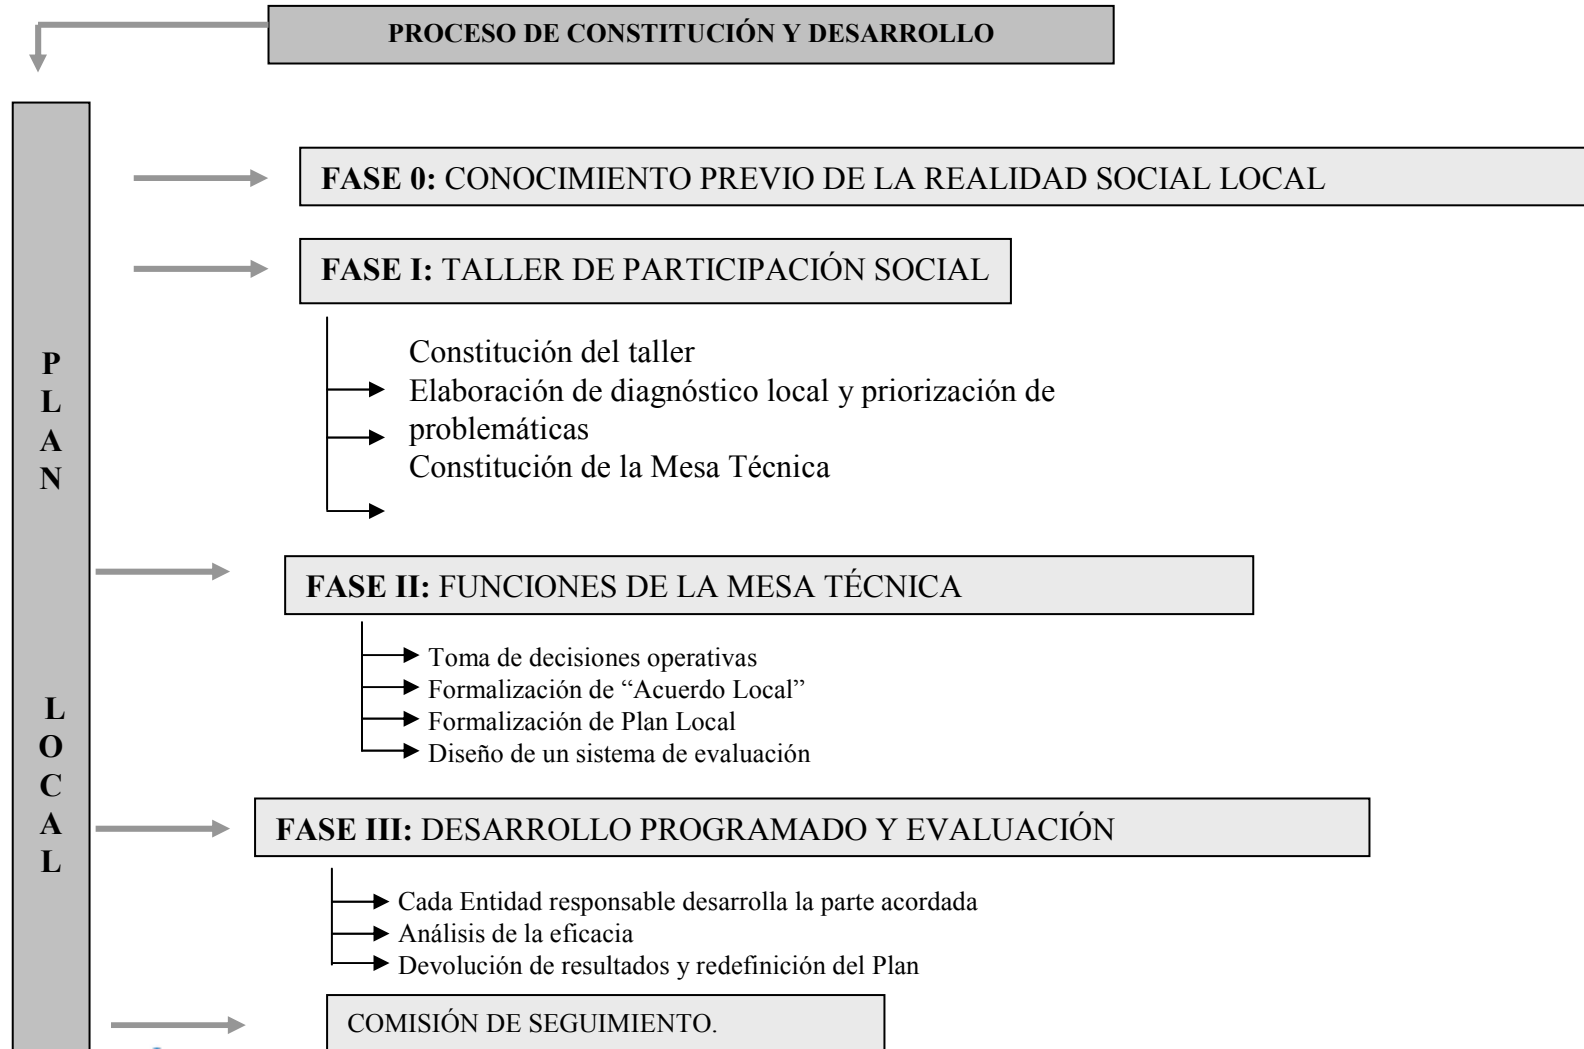 PROCESO DE CONSTITUCIÓN Y DESARROLLO
P
L
A
N
L
O
C
A
L
FASE 0: CONOCIMIENTO PREVIO DE LA REALIDAD SOCIAL LOCAL
FASE I: TALLER DE PARTICIPACIÓN SOCIAL
Constitución del taller
Elaboración de diagnóstico local y priorización de
problemáticas
Constitución de la Mesa Técnica
FASE II: FUNCIONES DE LA MESA TÉCNICA
Toma de decisiones operativas
Formalización de “Acuerdo Local”
Formalización de Plan Local
Diseño de un sistema de evaluación
FASE III: DESARROLLO PROGRAMADO Y EVALUACIÓN
Cada Entidad responsable desarrolla la parte acordada
Análisis de la eficacia
Devolución de resultados y redefinición del Plan
COMISIÓN DE SEGUIMIENTO.